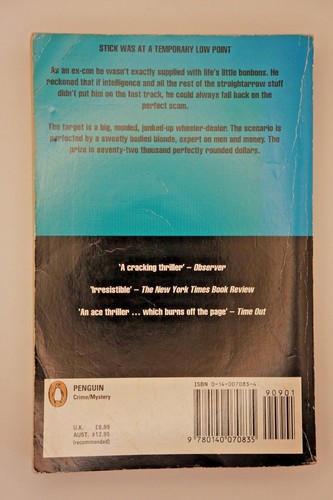 STICK WAS AT A TEMPORARY LOW POINT
As an ex-con he wasn't exactly supplied with life's little bonbons. He
reckoned that if intelligence and all the rest of the straightarrow stuff
didn't put him on the fast track, he could always fall back on the
perfect scam.
The target is a big, monied, junked-up wheeler-dealer. The scenario is
perfected by a sweetly bodied blonde, expert on men and money. The
prize is seventy-two thousand perfectly rounded dollars.
'A cracking thriller' – Observer
'Irresistible' – The New York Times Book Review
'An ace thriller ... which burns off the page' – Time Out
PENGUIN
Crime/Mystery
U.K. £6.99
AUST. $12.95
(recommended)
ISBN 0-14-007083-4
90901
9 780140 070835